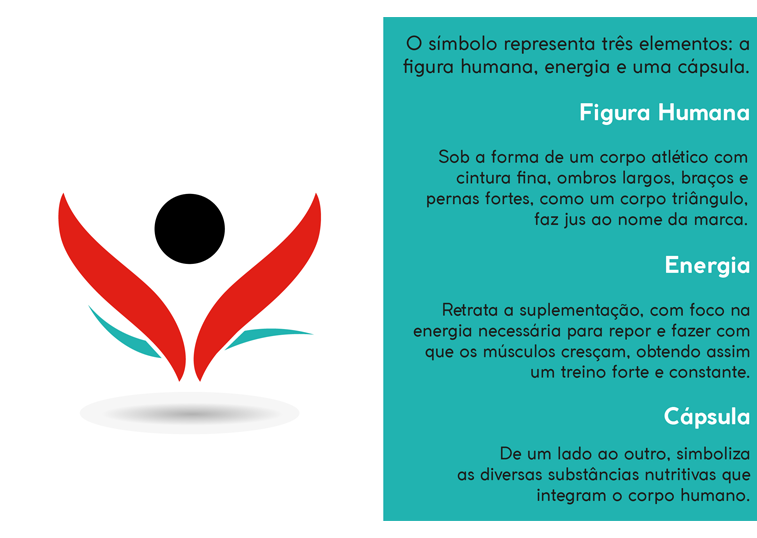 O símbolo representa três elementos: a
figura humana, energia e uma cápsula.
Figura Humana
Sob a forma de um corpo atlético com
cintura fina, ombros largos, braços e
pernas fortes, como um corpo triângulo,
faz jus ao nome da marca.
Energia
Retrata a suplementação, com foco na
energia necessária para repor e fazer com
que os músculos cresçam, obtendo assim
um treino forte e constante.
Cápsula
De um lado ao outro, simboliza
as diversas substâncias nutritivas que
integram o corpo humano.